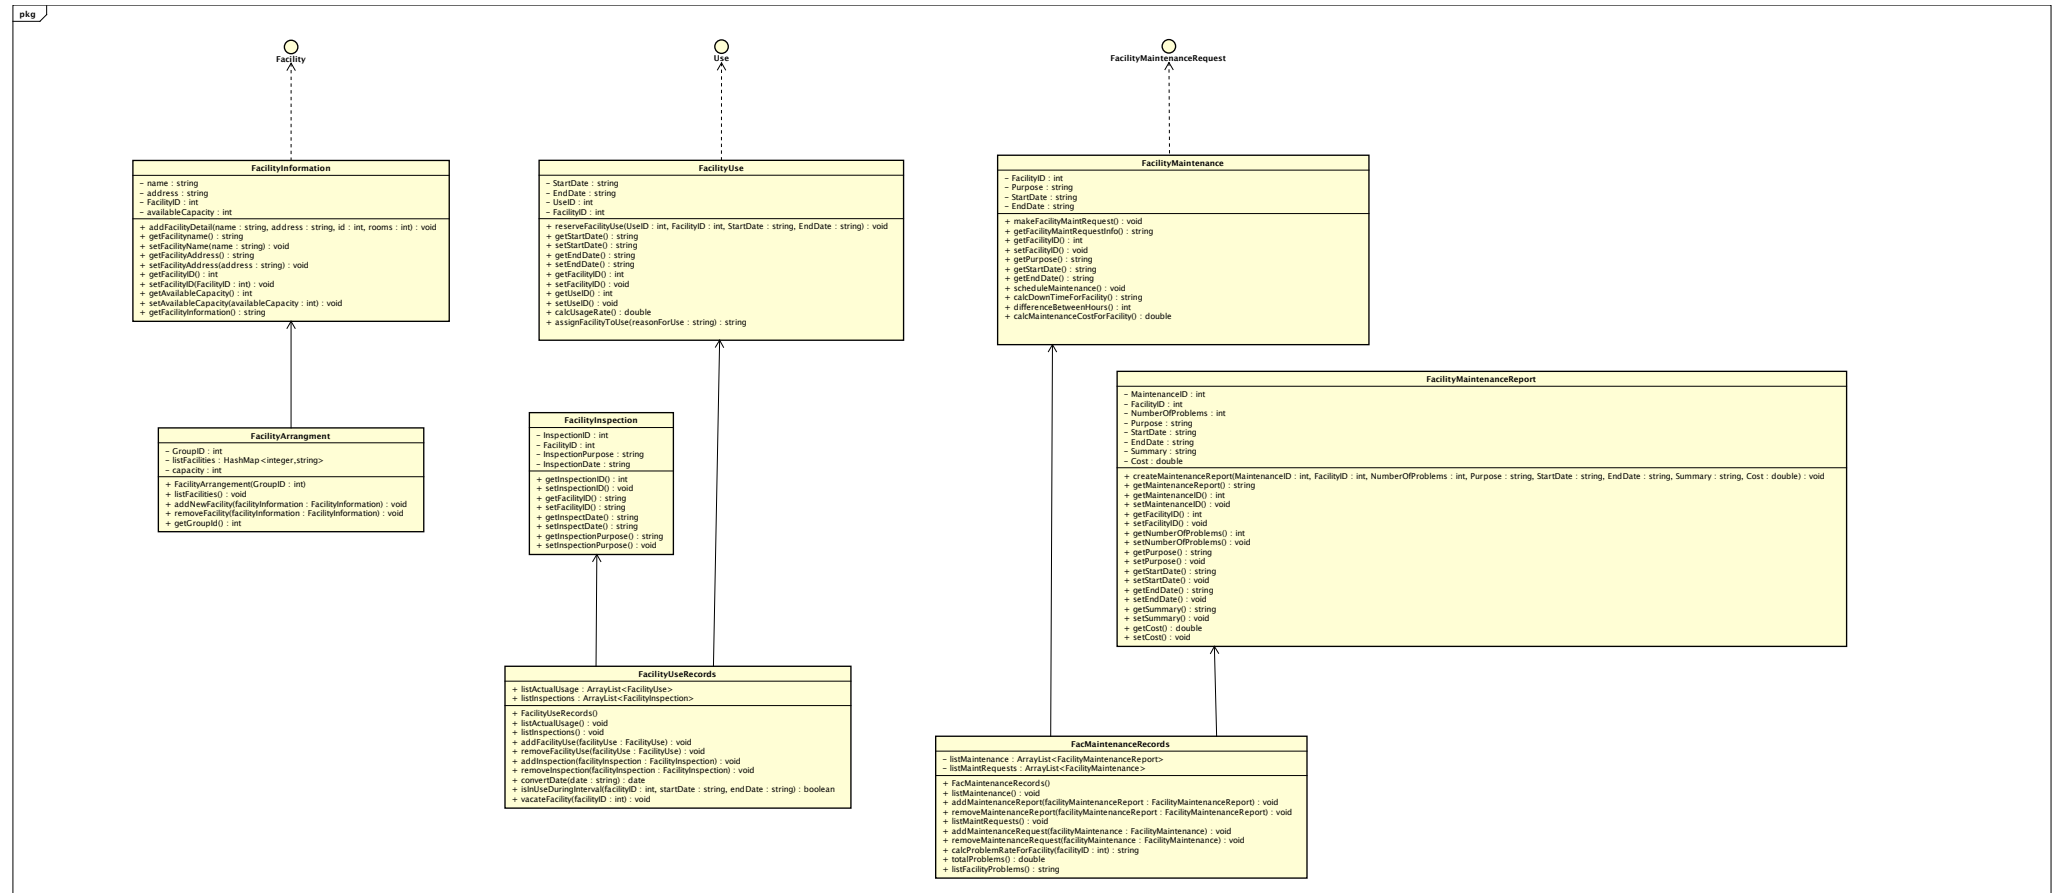 pkg
Facility
Use
FacilityMaintenanceRequest
FacilityInformation
- name : string
- address : string
- FacilityID : int
- availableCapacity : int
+ addFacilityDetail(name : string, address : string, id : int, rooms : int) : void
+ getFacilityname() : string
+ setFacilityName(name : string) : void
+ getFacilityAddress() : string
+ setFacilityAddress(address : string) : void
+ getFacilityID() : int
+ setFacilityID(FacilityID : int) : void
+ getAvailableCapacity() : int
+ setAvailableCapacity(availableCapacity : int) : void
+ getFacilityInformation() : string
FacilityUse
- StartDate : string
- EndDate : string
- UseID : int
- FacilityID : int
+ reserveFacilityUse(UseID : int, FacilityID : int, StartDate : string, EndDate : string) : void
+ getStartDate() : string
+ setStartDate() : string
+ getEndDate() : string
+ setEndDate() : string
+ getFacilityID() : int
+ setFacilityID() : void
+ getUseID() : int
+ setUseID() : void
+ calcUsageRate() : double
+ assignFacilityToUse(reasonForUse : string) : string
FacilityMaintenance
- FacilityID : int
- Purpose : string
- StartDate : string
- EndDate : string
+ makeFacilityMaintRequest() : void
+ getFacilityMaintRequestInfo() : string
+ getFacilityID() : int
+ setFacilityID() : void
+ getPurpose() : string
+ getStartDate() : string
+ getEndDate() : string
+ scheduleMaintenance() : void
+ calcDownTimeForFacility() : string
+ differenceBetweenHours() : int
+ calcMaintenanceCostForFacility() : double
FacilityMaintenanceReport
- MaintenanceID : int
- FacilityID : int
- NumberOfProblems : int
- Purpose : string
- StartDate : string
- EndDate : string
- Summary : string
- Cost : double
+ createMaintenanceReport(MaintenanceID : int, FacilityID : int, NumberOfProblems : int, Purpose : string, StartDate : string, EndDate : string, Summary : string, Cost : double) : void
+ getMaintenanceReport() : string
+ getMaintenanceID() : int
+ setMaintenanceID() : void
+ getFacilityID() : int
+ setFacilityID() : void
+ getNumberOfProblems() : int
+ setNumberOfProblems() : void
+ getPurpose() : string
+ setPurpose() : void
+ getStartDate() : string
+ setStartDate() : void
+ getEndDate() : string
+ setEndDate() : void
+ getSummary() : string
+ setSummary() : void
+ getCost() : double
+ setCost() : void
FacilityInspection
- InspectionID : int
- FacilityID : int
- InspectionPurpose : string
- InspectionDate : string
+ getInspectionID() : int
+ setInspectionID() : void
+ getFacilityID() : string
+ setFacilityID() : string
+ getInspectDate() : string
+ setInspectDate() : string
+ getInspectionPurpose() : string
+ setInspectionPurpose() : void
FacilityArrangment
- GroupID : int
- listFacilities : HashMap<integer,string>
- capacity : int
+ FacilityArrangement(GroupID : int)
+ listFacilities() : void
+ addNewFacility(facilityInformation : FacilityInformation) : void
+ removeFacility(facilityInformation : FacilityInformation) : void
+ getGroupId() : int
FacilityUseRecords
+ listActualUsage : ArrayList<FacilityUse>
+ listInspections : ArrayList<FacilityInspection>
+ FacilityUseRecords()
+ listActualUsage() : void
+ listInspections() : void
+ addFacilityUse(facilityUse : FacilityUse) : void
+ removeFacilityUse(facilityUse : FacilityUse) : void
+ addInspection(facilityInspection : FacilityInspection) : void
+ removeInspection(facilityInspection : FacilityInspection) : void
+ convertDate(date : string) : date
+ isInUseDuringInterval(facilityID : int, startDate : string, endDate : string) : boolean
+ vacateFacility(facilityID : int) : void
FacMaintenanceRecords
- listMaintenance : ArrayList<FacilityMaintenanceReport>
- listMaintRequests : ArrayList<FacilityMaintenance>
+ FacMaintenanceRecords()
+ listMaintenance() : void
+ addMaintenanceReport(facilityMaintenanceReport : FacilityMaintenanceReport) : void
+ removeMaintenanceReport(facilityMaintenanceReport : FacilityMaintenanceReport) : void
+ listMaintRequests() : void
+ addMaintenanceRequest(facilityMaintenance : FacilityMaintenance) : void
+ removeMaintenanceRequest(facilityMaintenance : FacilityMaintenance) : void
+ calcProblemRateForFacility(facilityID : int) : string
+ totalProblems() : double
+ listFacilityProblems() : string